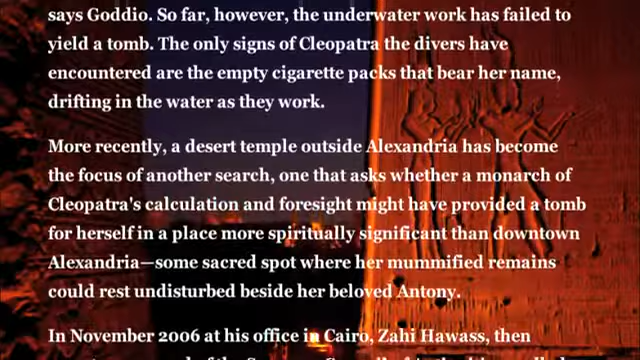 says Goddio. So far, however, the underwater work has failed to
yield a tomb. The only signs of Cleopatra the divers have
encountered are the empty cigarette packs that bear her name,
drifting in the water as they work.
More recently, a desert temple outside Alexandria has become
the focus of another search, one that asks whether a monarch of
Cleopatra's calculation and foresight might have provided a tomb
for herself in a place more spiritually significant than downtown
Alexandria—some sacred spot where her mummified remains
could rest undisturbed beside her beloved Antony.
In November 2006 at his office in Cairo, Zahi Hawass, then